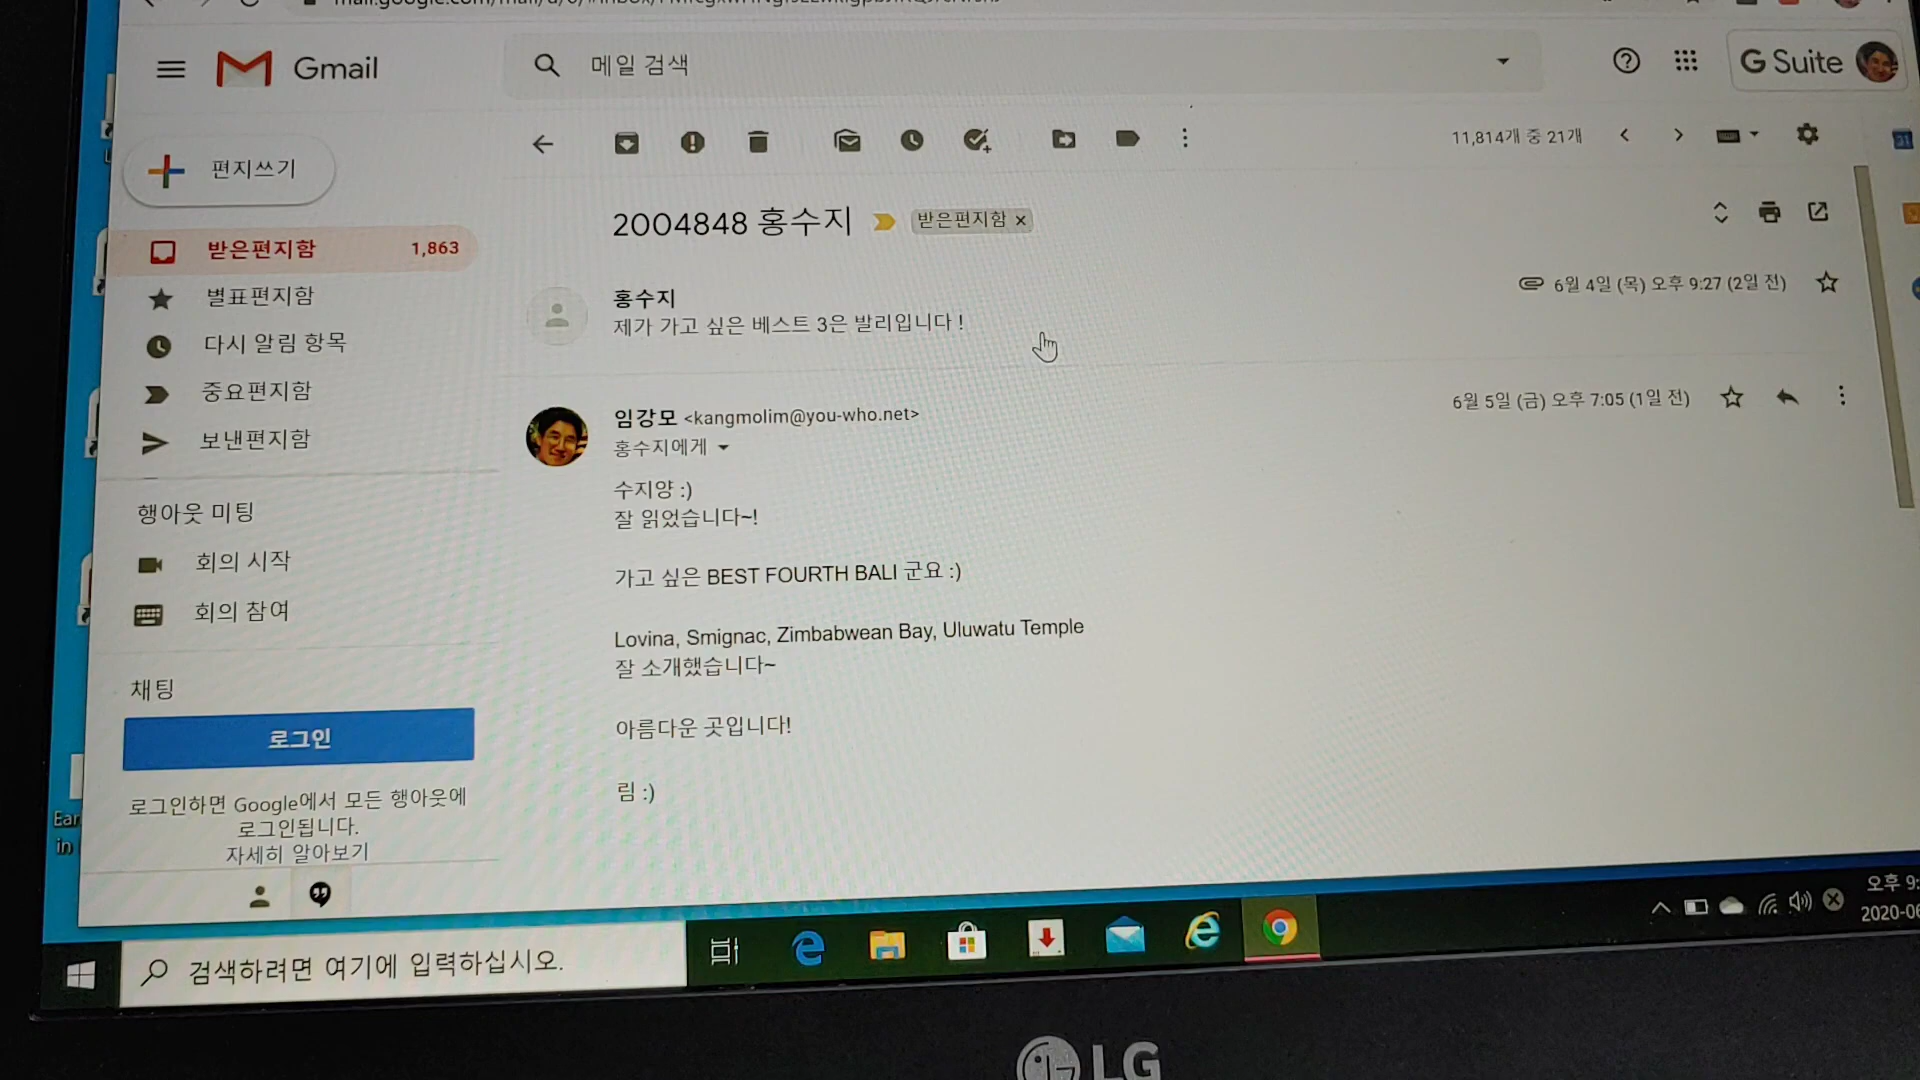 Gmail
메일 검색
G Suite
편지쓰기
11,814개 중 21개
2004848 홍수지
받은편지함 ×
받은편지함 1,863
별표편지함
다시 알림 항목
중요편지함
보낸편지함
홍수지
6월 4일 (목) 오후 9:27 (2일 전)
제가 가고 싶은 베스트 3은 발리입니다 !
임강모 <kangmolim@you-who.net>
6월 5일 (금) 오후 7:05 (1일 전)
홍수지에게
수지양 :)
잘 읽었습니다~!
가고 싶은 BEST FOURTH BALI 군요 :)
Lovina, Smignac, Zimbabwean Bay, Uluwatu Temple
잘 소개했습니다~
아름다운 곳입니다!
림 :)
행아웃 미팅
회의 시작
회의 참여
채팅
로그인
로그인하면 Google에서 모든 행아웃에
로그인됩니다.
자세히 알아보기
Ear
in
검색하려면 여기에 입력하십시오.
오후 9:
2020-06
LG